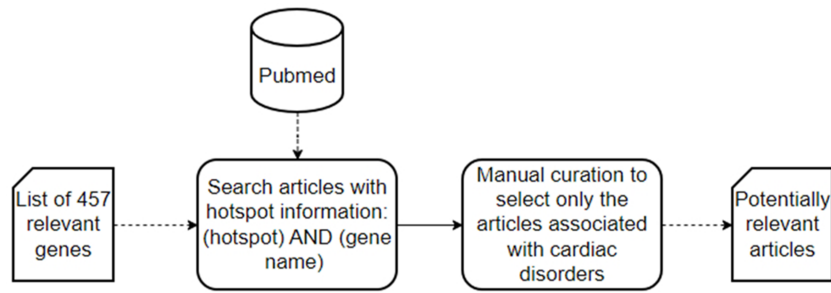 Pubmed
List of 457
relevant
genes
Search articles with
hotspot information:
(hotspot) AND (gene
name)
Manual curation to
select only the
articles associated
with cardiac
disorders
Potentially
relevant
articles